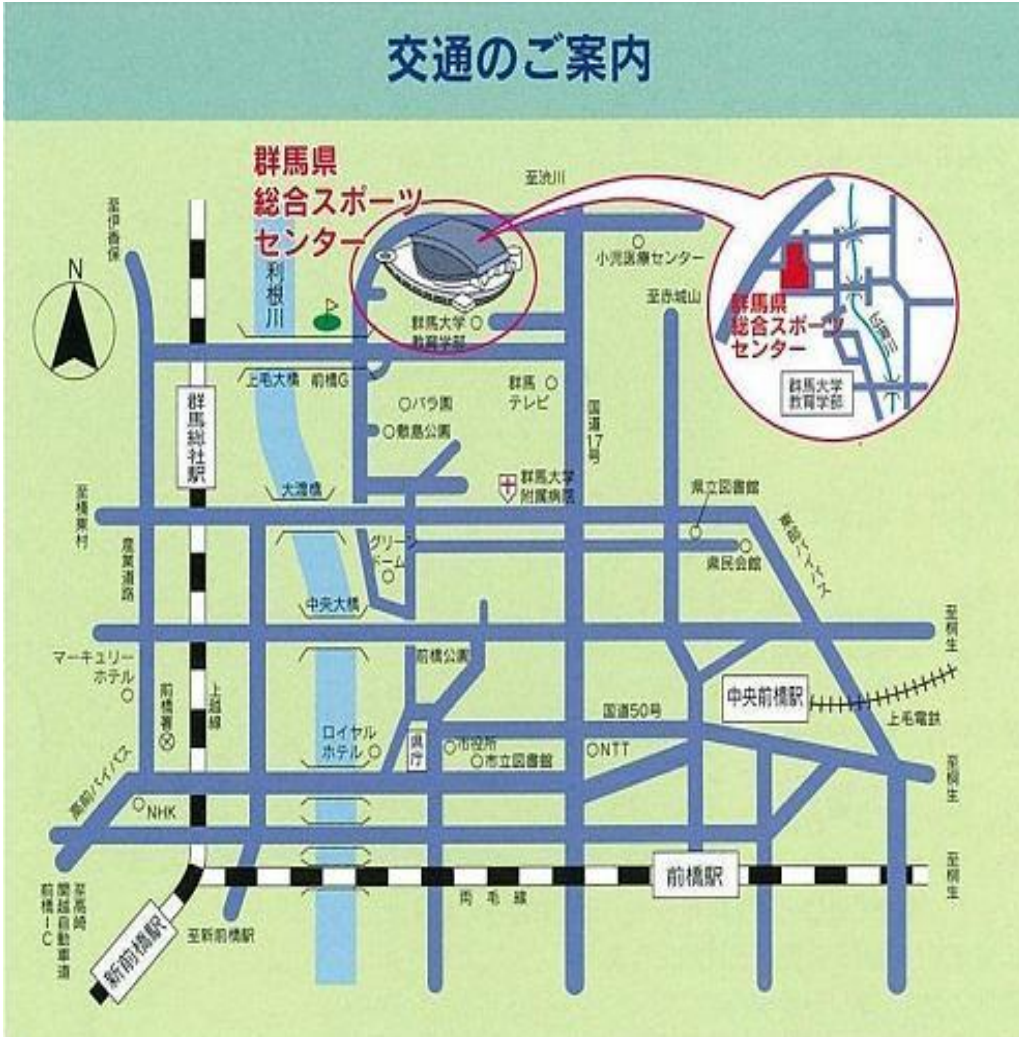 交通のご案内
群馬県
総合スポーツ
センター
至渋川
至伊香保
N
利根川
小児医療センター
至赤城山
群馬大学
教育学部
群馬県
総合スポーツ
センター
群馬大学
教育学部
上毛大橋
前橋G
群馬
テレビ
バラ園
敷島公園
国道17号
群馬総社駅
大渡橋
群馬大学
附属病院
県立図書館
産業道路
グリーン
ドーム
県民会館
東部バイパス
中央大橋
至桐生
マーキュリー
ホテル
前橋公園
前橋署
上越線
中央前橋駅
上毛電鉄
国道50号
ロイヤル
ホテル
県庁
市役所
市立図書館
NTT
至桐生
高前バイパス
NHK
前橋駅
至桐生
両毛線
至高崎
関越自動車道
前橋IC
新前橋駅
至新前橋駅